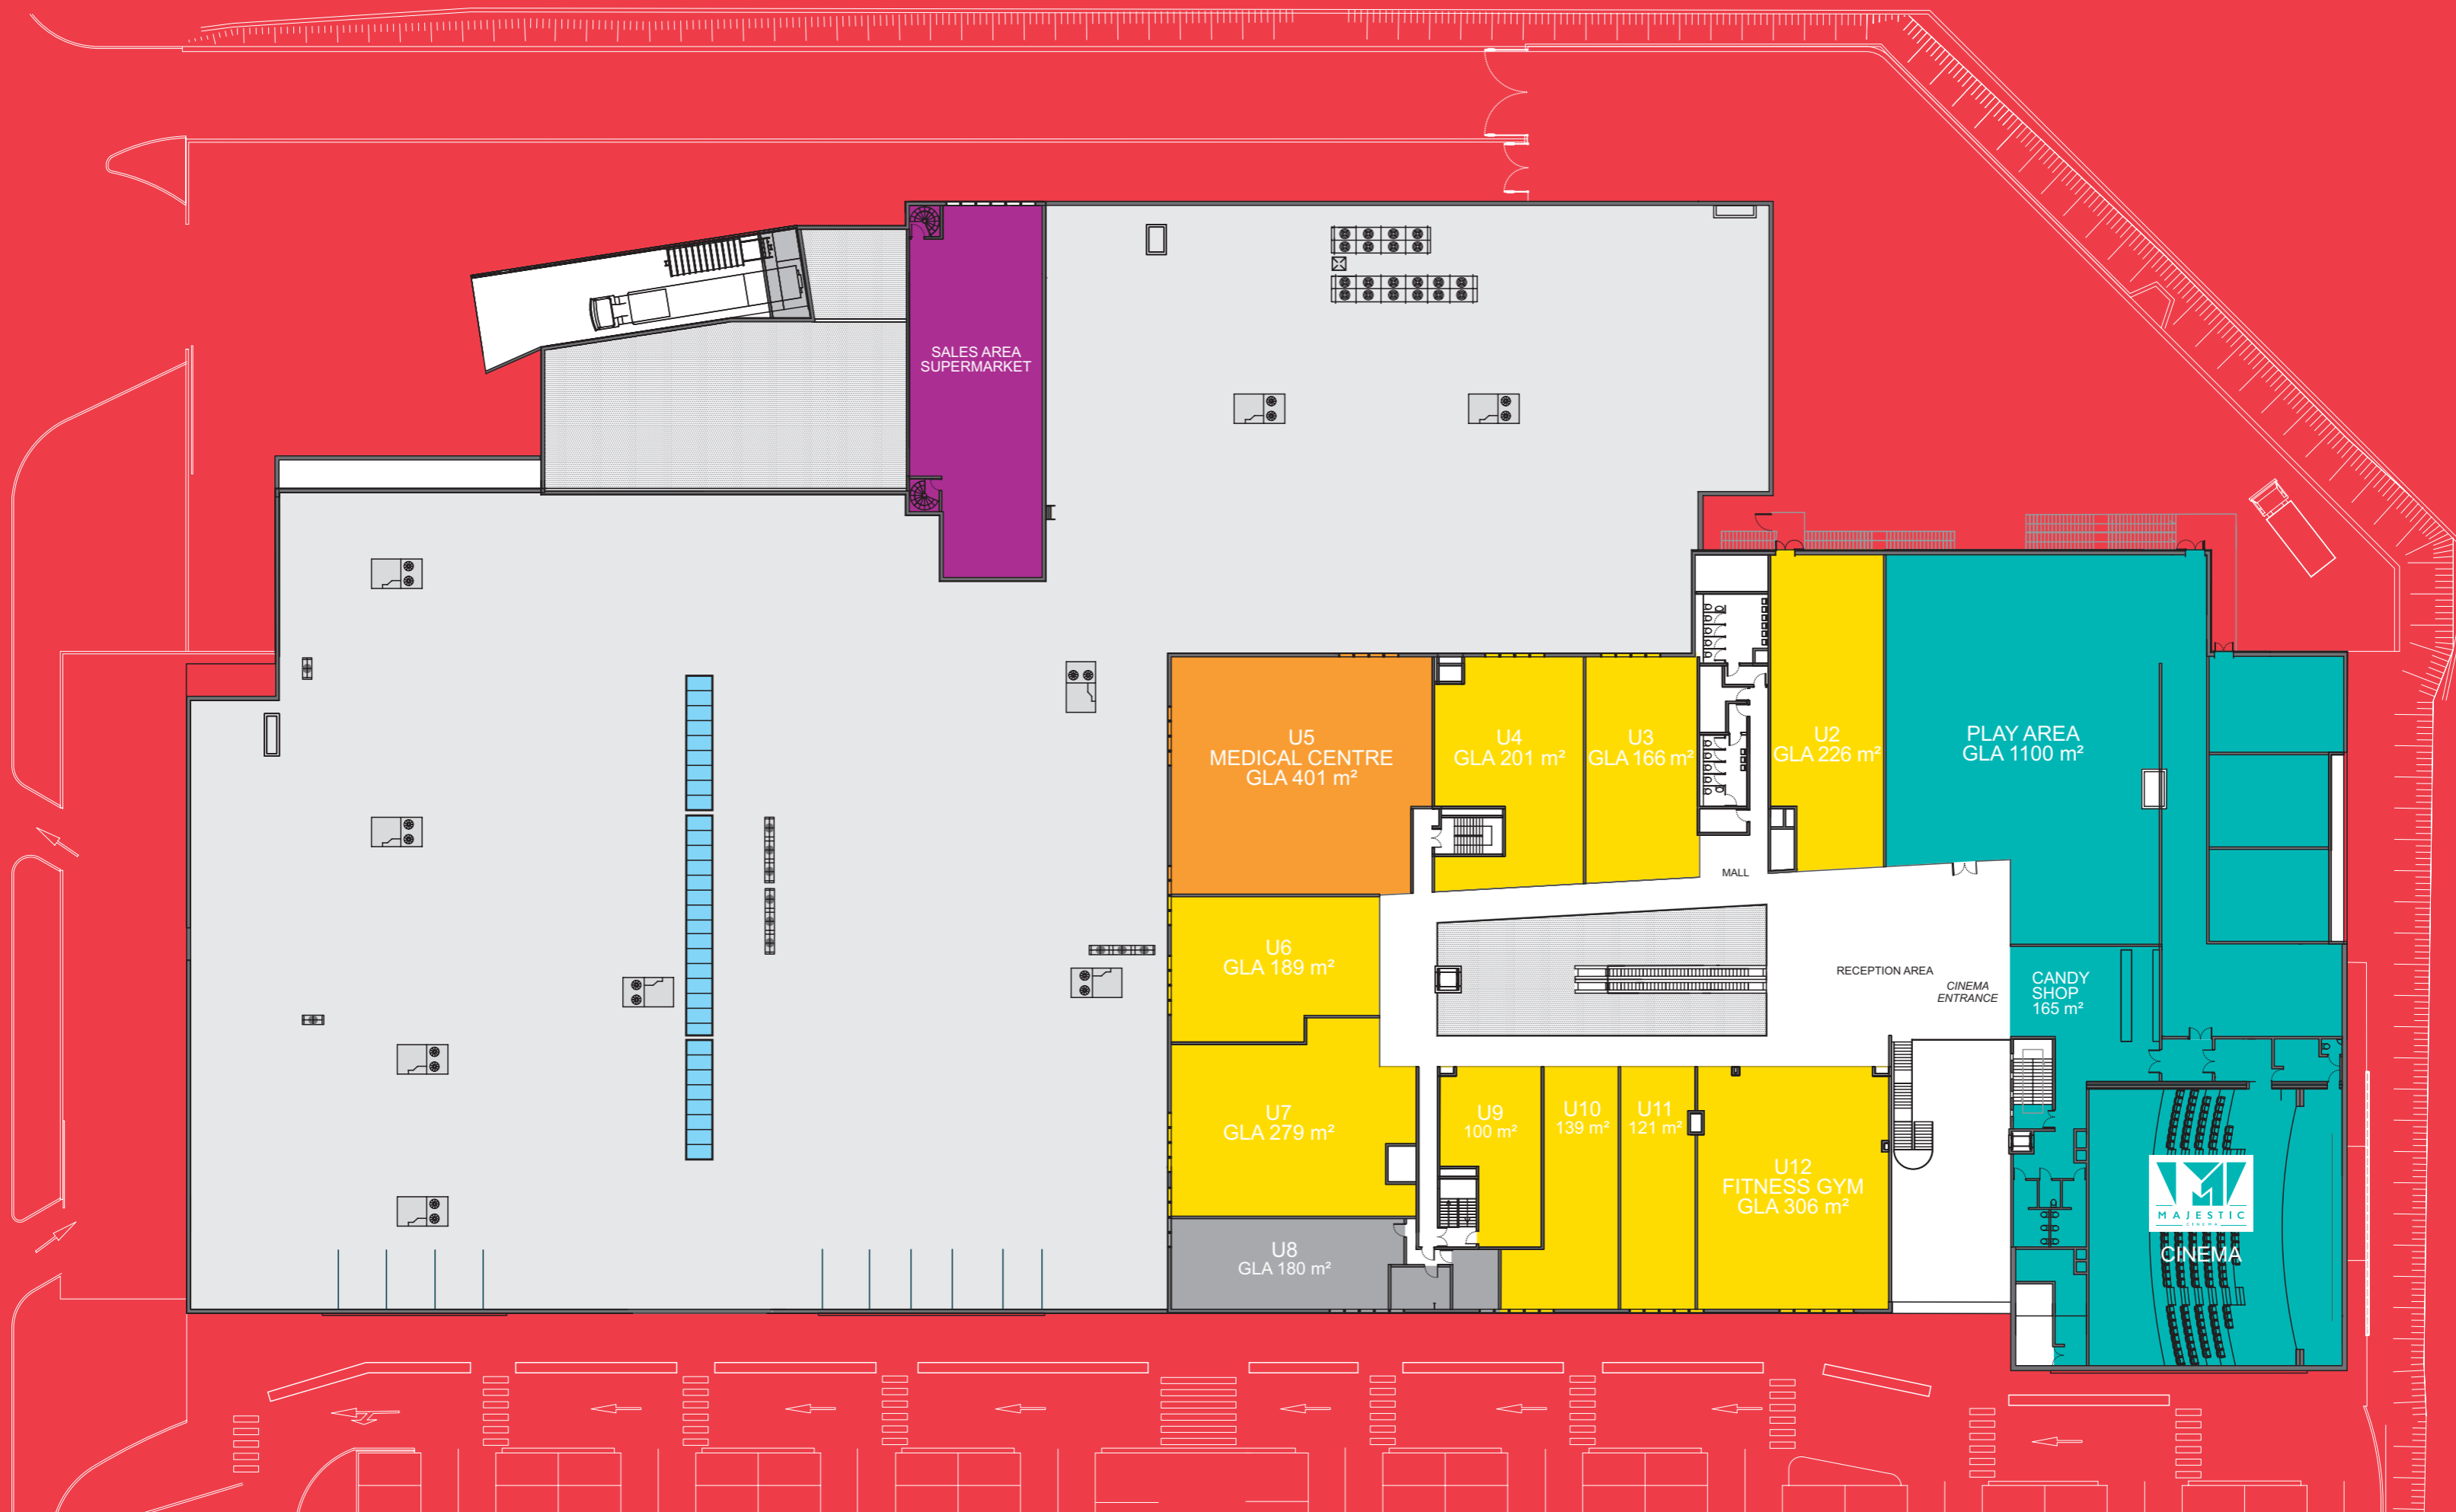 SALES AREA
SUPERMARKET
U5
MEDICAL CENTRE
GLA 401 m²
U4
GLA 201 m²
U3
GLA 166 m²
U2
GLA 226 m²
PLAY AREA
GLA 1100 m²
MALL
U6
GLA 189 m²
RECEPTION AREA
CINEMA
ENTRANCE
CANDY
SHOP
165 m²
U7
GLA 279 m²
U9
100 m²
U10
139 m²
U11
121 m²
U12
FITNESS GYM
GLA 306 m²
U8
GLA 180 m²
MAJESTIC
CINEMA
CINEMA